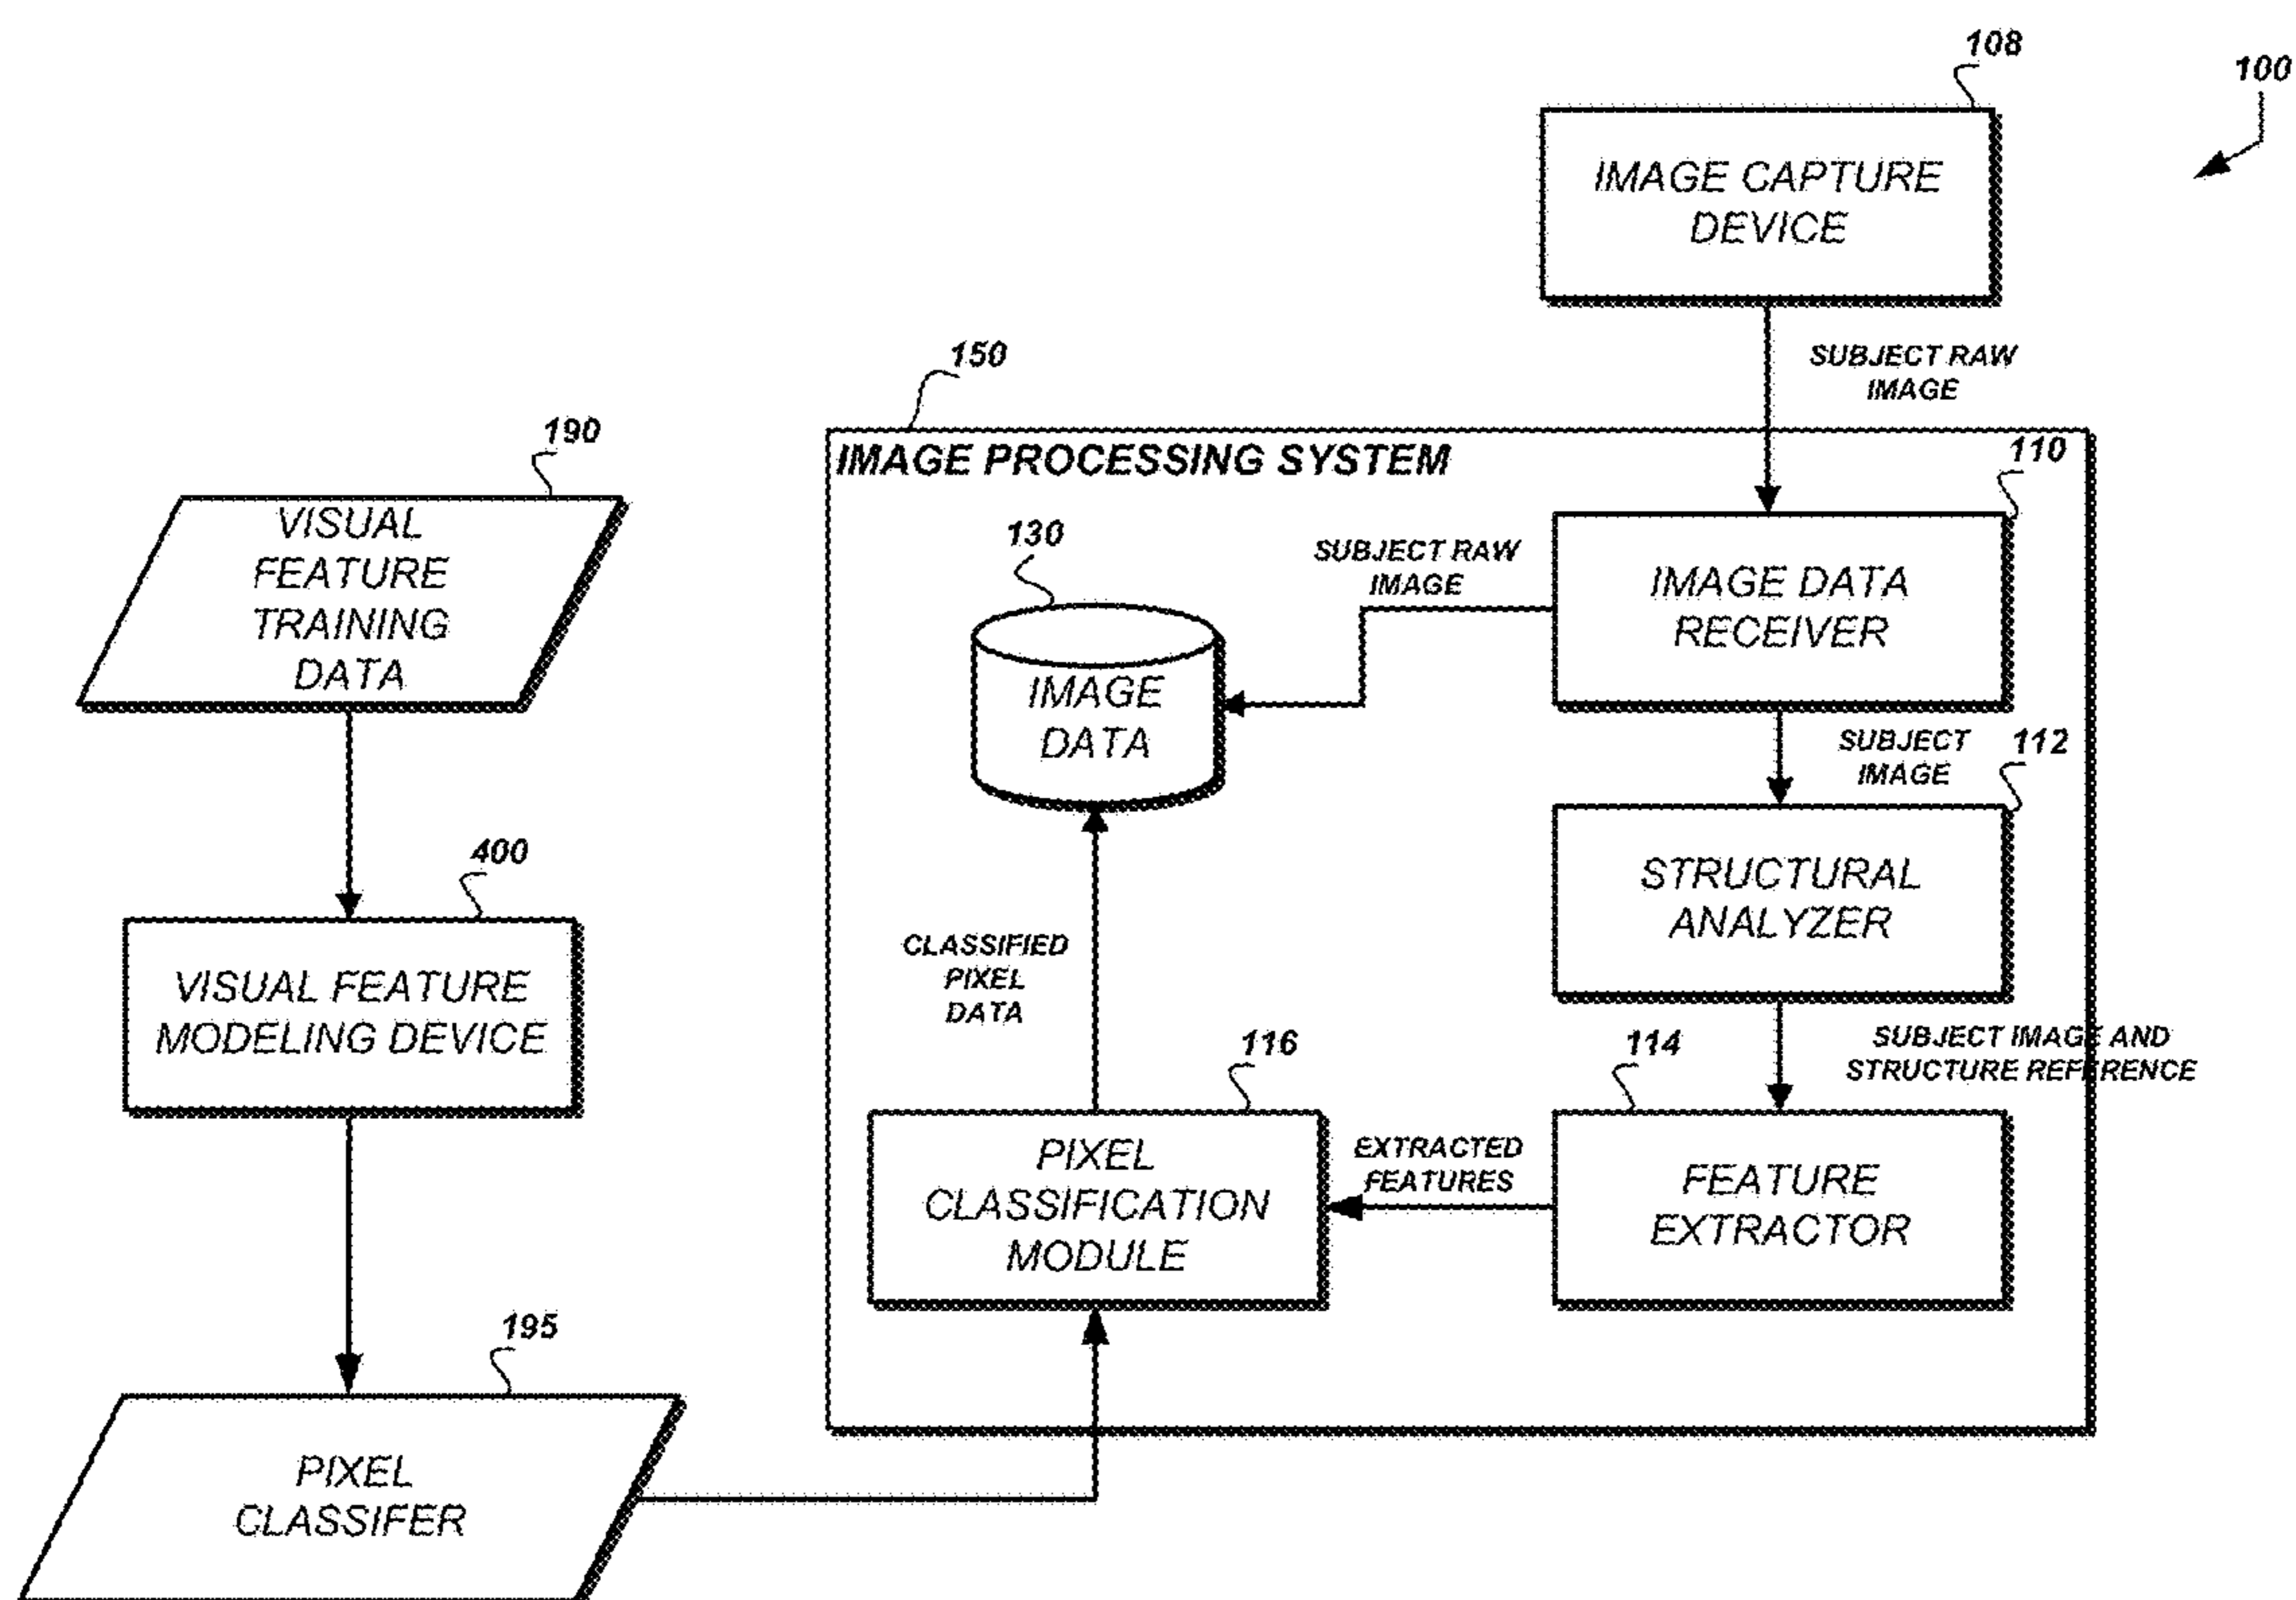 108
100
IMAGE CAPTURE
DEVICE
150
SUBJECT RAW
IMAGE
190
IMAGE PROCESSING SYSTEM
110
VISUAL
FEATURE
TRAINING
DATA
130
SUBJECT RAW
IMAGE
IMAGE DATA
RECEIVER
IMAGE
DATA
SUBJECT
IMAGE
112
400
STRUCTURAL
ANALYZER
VISUAL FEATURE
MODELING DEVICE
CLASSIFIED
PIXEL
DATA
116
114
SUBJECT IMAGE AND
STRUCTURE REFERENCE
PIXEL
CLASSIFICATION
MODULE
EXTRACTED
FEATURES
FEATURE
EXTRACTOR
195
PIXEL
CLASSIFER